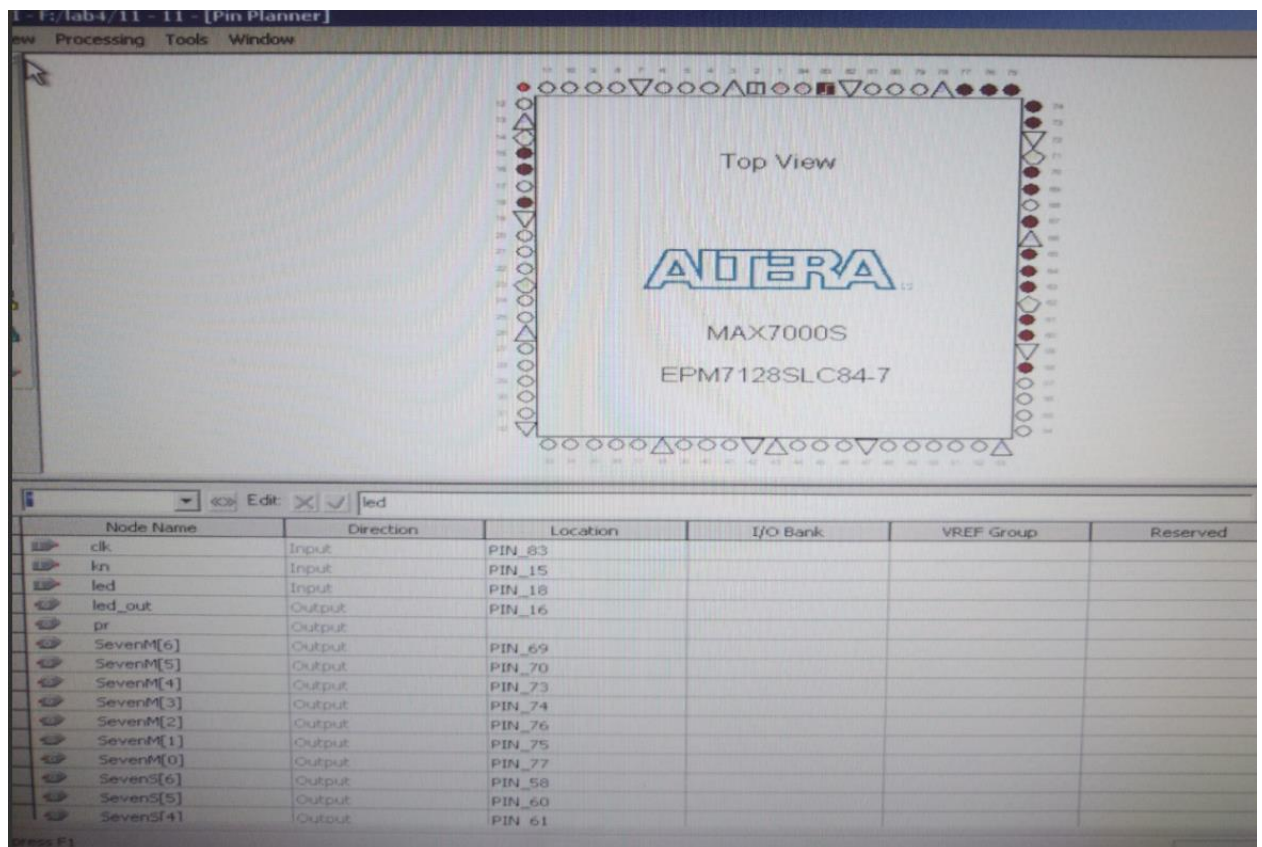 1 - F:/lab4/11 - 11 - [Pin Planner]
ew Processing Tools Window
Top View
ALTERA
MAX7000S
EPM7128SLC84-7
Edit: led
Node Name Direction Location I/O Bank VREF Group Reserved
clk Input PIN_83
kn Input PIN_15
led Input PIN_18
led_out Output PIN_16
pr Output
SevenM[6] Output PIN_69
SevenM[5] Output PIN_70
SevenM[4] Output PIN_73
SevenM[3] Output PIN_74
SevenM[2] Output PIN_76
SevenM[1] Output PIN_75
SevenM[0] Output PIN_77
SevenS[6] Output PIN_58
SevenS[5] Output PIN_60
SevenS[4] Output PIN_61
press F1